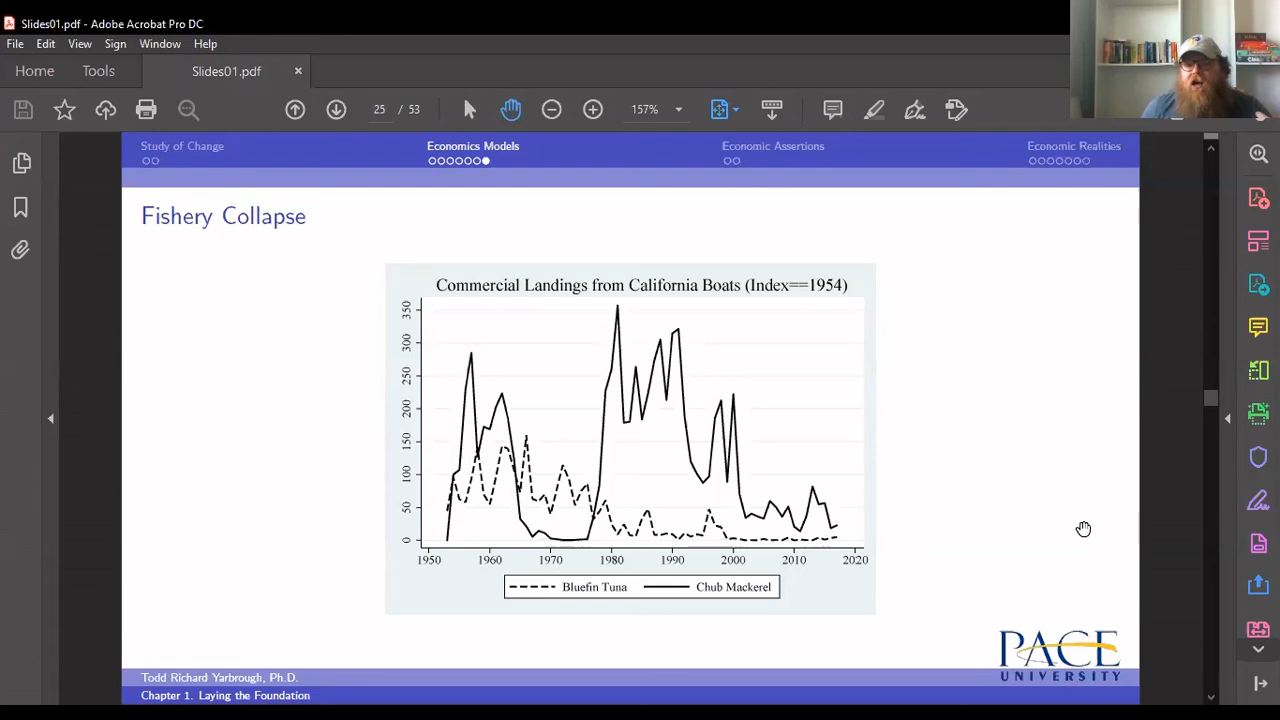 Slides01.pdf - Adobe Acrobat Pro DC
File Edit View Sign Window Help
Home Tools Slides01.pdf ×
25 / 53 157%
Study of Change Economics Models Economic Assertions Economic Realities
Fishery Collapse
Commercial Landings from California Boats (Index==1954)
350
300
250
200
150
100
50
0
1950 1960 1970 1980 1990 2000 2010 2020
Bluefin Tuna Chub Mackerel
PACE
UNIVERSITY
Todd Richard Yarbrough, Ph.D.
Chapter 1. Laying the Foundation